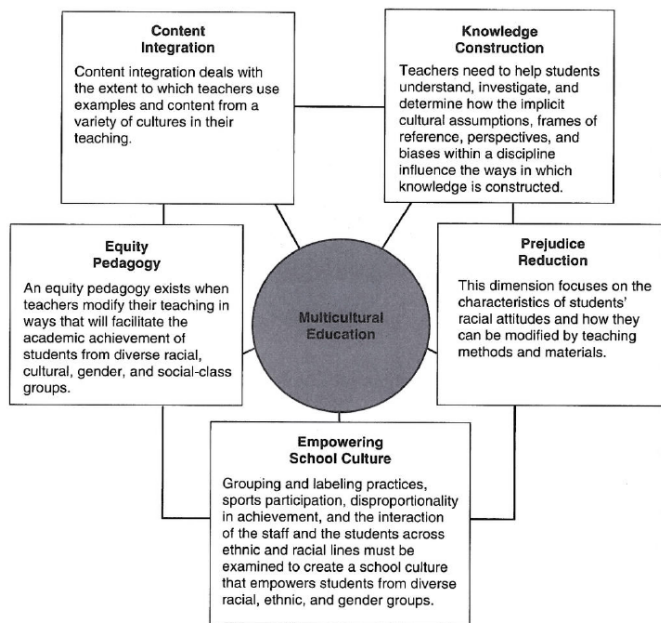 Content
Integration
Content integration deals with
the extent to which teachers use
examples and content from a
variety of cultures in their
teaching.
Knowledge
Construction
Teachers need to help students
understand, investigate, and
determine how the implicit
cultural assumptions, frames of
reference, perspectives, and
biases within a discipline
influence the ways in which
knowledge is constructed.
Equity
Pedagogy
An equity pedagogy exists when
teachers modify their teaching in
ways that will facilitate the
academic achievement of
students from diverse racial,
cultural, gender, and social-class
groups.
Multicultural
Education
Prejudice
Reduction
This dimension focuses on the
characteristics of students'
racial attitudes and how they
can be modified by teaching
methods and materials.
Empowering
School Culture
Grouping and labeling practices,
sports participation, disproportionality
in achievement, and the interaction
of the staff and the students across
ethnic and racial lines must be
examined to create a school culture
that empowers students from diverse
racial, ethnic, and gender groups.